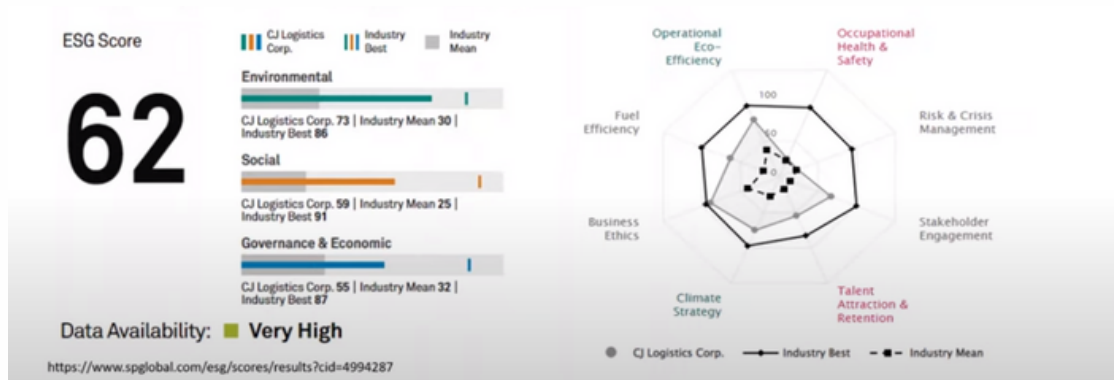 ESG Score
62
CJ Logistics
Corp.
Industry
Best
Industry
Mean
Environmental
CJ Logistics Corp. 73 | Industry Mean 30 |
Industry Best 86
Social
CJ Logistics Corp. 59 | Industry Mean 25 |
Industry Best 91
Governance & Economic
CJ Logistics Corp. 55 | Industry Mean 32 |
Industry Best 87
Data Availability: Very High
https://www.spglobal.com/esg/scores/results?cid=4994287
Operational
Eco-
Efficiency
Occupational
Health &
Safety
Fuel
Efficiency
100
50
0
Risk & Crisis
Management
Business
Ethics
Stakeholder
Engagement
Climate
Strategy
Talent
Attraction &
Retention
CJ Logistics Corp.
Industry Best
Industry Mean